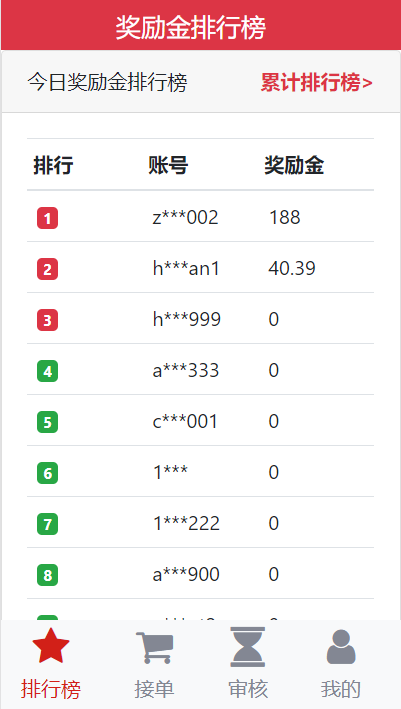 奖励金排行榜
今日奖励金排行榜 累计排行榜>
排行 账号 奖励金
1 z***002 188
2 h***an1 40.39
3 h***999 0
4 a***333 0
5 c***001 0
6 1*** 0
7 1***222 0
8 a***900 0
排行榜 接单 审核 我的